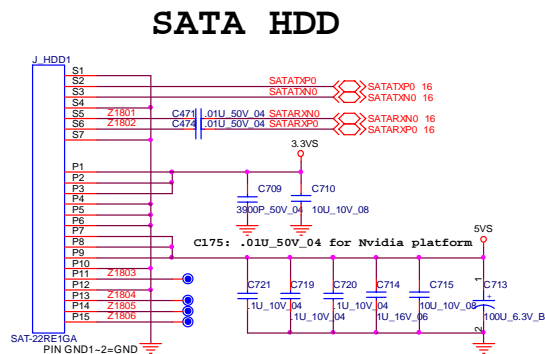 SATA HDD
J_HDD1
S1
S2 SATATXP0 SATATXP0 16
S3 SATATXN0 SATATXN0 16
S4
S5 Z1801 C471 .01U_50V_04 SATARXN0 SATARXN0 16
S6 Z1802 C474 .01U_50V_04 SATARXP0 SATARXP0 16
S7
3.3VS
P1
P2
P3 C709 C710
P4 3900P_50V_04 10U_10V_08
P5
P6
P7 5VS
P8 C175: .01U_50V_04 for Nvidia platform
P9
P10
P11 Z1803
P12 C721 C719 C720 C714 C715 1 C713
P13 Z1804 .1U_10V_04 .1U_10V_04 .1U_10V_04 1U_16V_06 10U_10V_08 + 100U_6.3V_B
P14 Z1805
P15 Z1806 2
SAT-22RE1GA
PIN GND1~2=GND